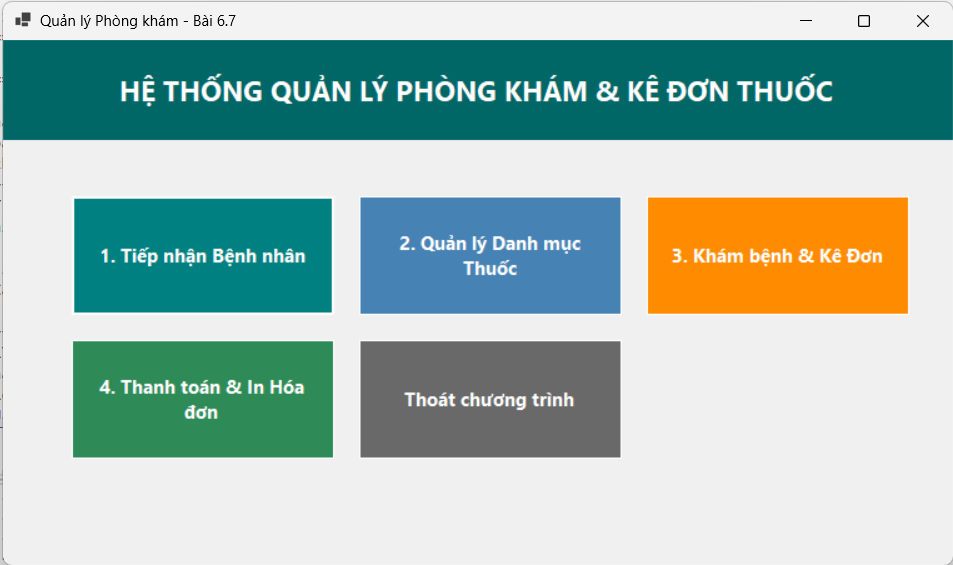 Quản lý Phòng khám - Bài 6.7
HỆ THỐNG QUẢN LÝ PHÒNG KHÁM & KÊ ĐƠN THUỐC
1. Tiếp nhận Bệnh nhân
2. Quản lý Danh mục
Thuốc
3. Khám bệnh & Kê Đơn
4. Thanh toán & In Hóa
đơn
Thoát chương trình